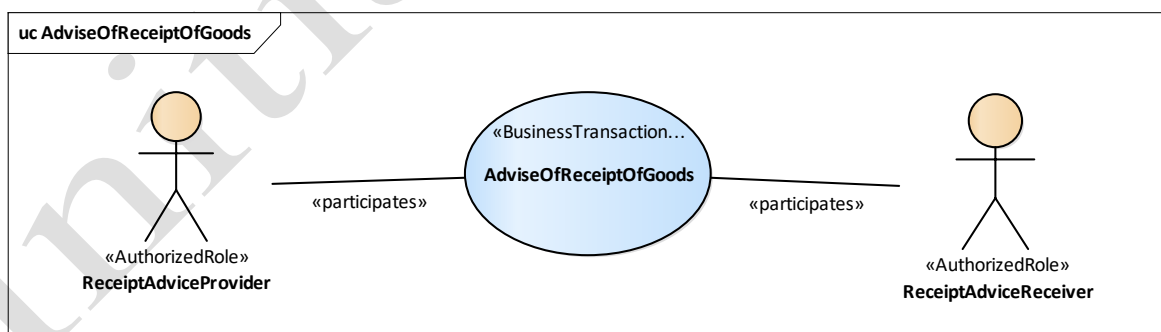 uc AdviseOfReceiptOfGoods
«BusinessTransaction…
AdviseOfReceiptOfGoods
«participates»
«participates»
«AuthorizedRole»
ReceiptAdviceProvider
«AuthorizedRole»
ReceiptAdviceReceiver